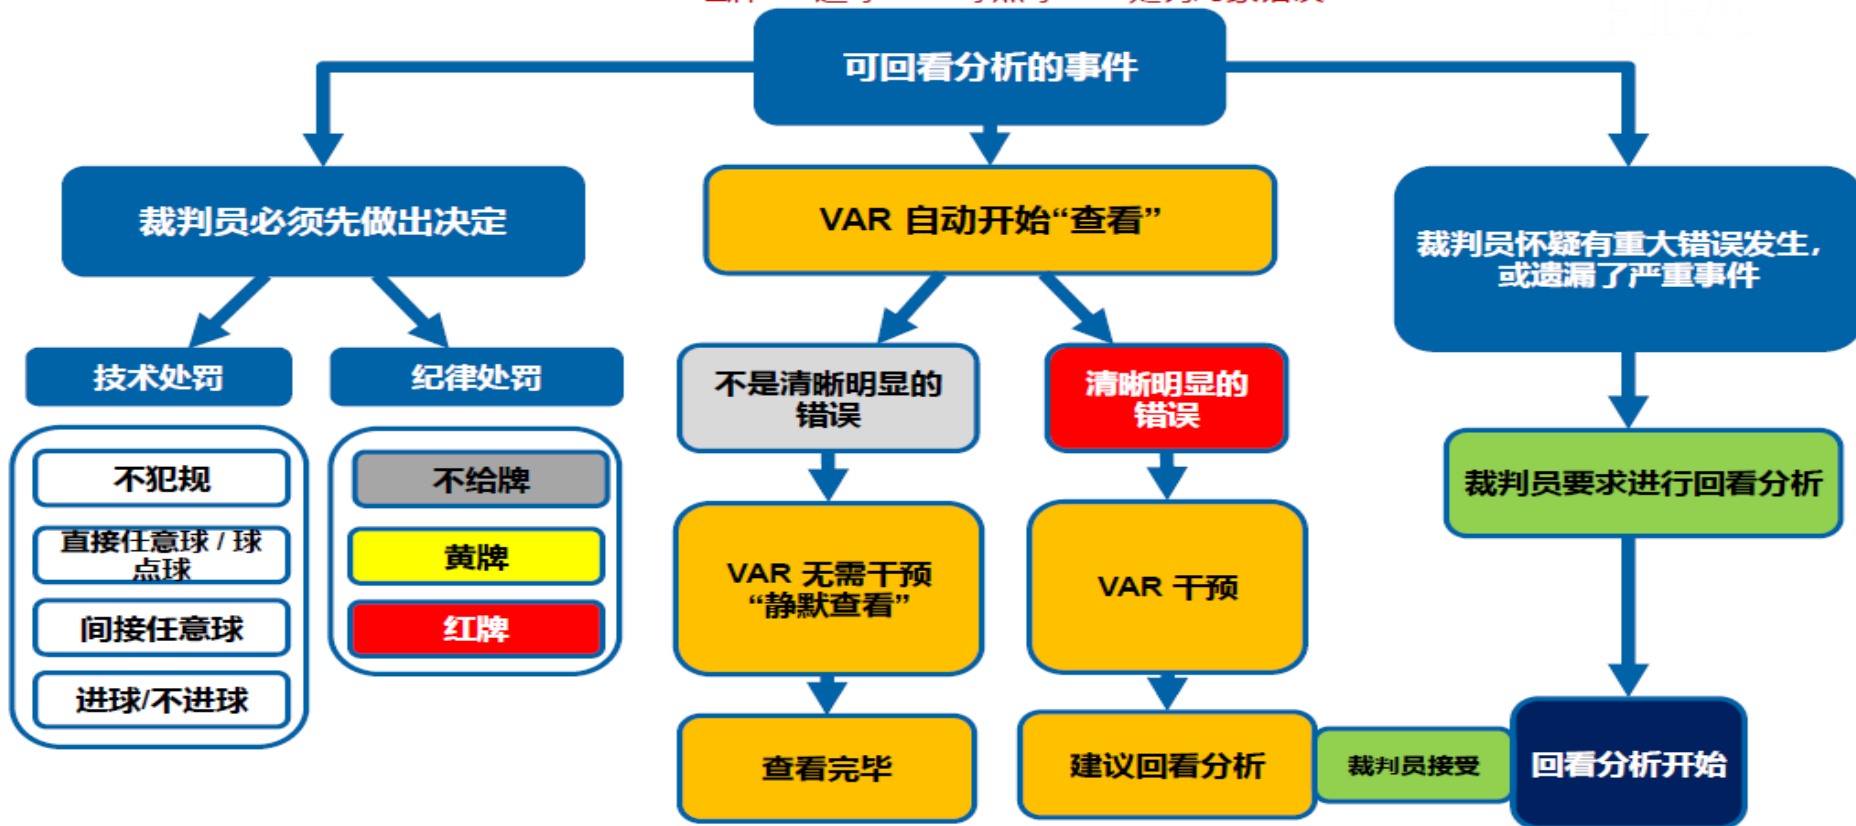 可回看分析的事件
裁判员必须先做出决定
VAR 自动开始“查看”
裁判员怀疑有重大错误发生，
或遗漏了严重事件
技术处罚
纪律处罚
不是清晰明显的
错误
清晰明显的
错误
不犯规
直接任意球 / 球
点球
间接任意球
进球/不进球
不给牌
黄牌
红牌
VAR 无需干预
“静默查看”
VAR 干预
裁判员要求进行回看分析
查看完毕
建议回看分析
裁判员接受
回看分析开始